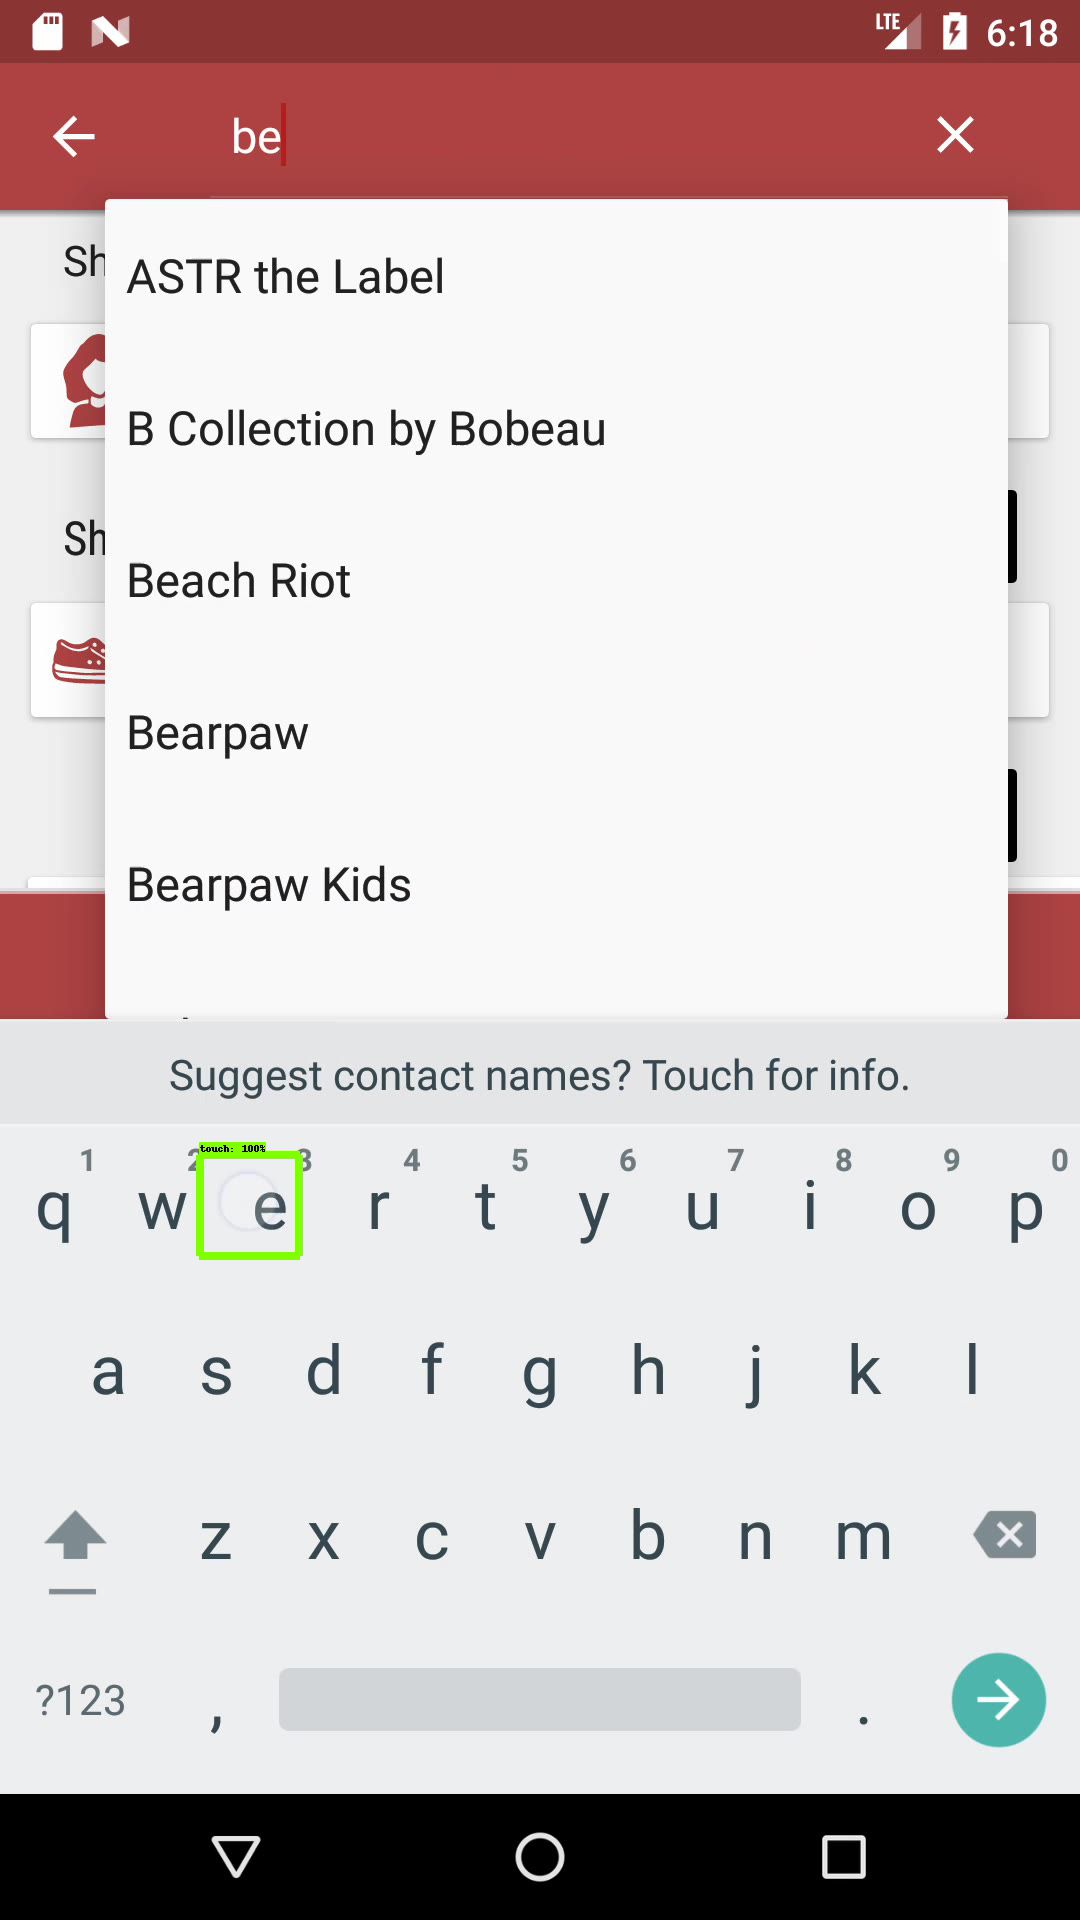 LTE 6:18
be
Sh
ASTR the Label
B Collection by Bobeau
Beach Riot
Sh
Bearpaw
Bearpaw Kids
Suggest contact names? Touch for info.
touch: 100%
1 2 3 4 5 6 7 8 9 0
q w e r t y u i o p
a s d f g h j k l
z x c v b n m
?123 , .